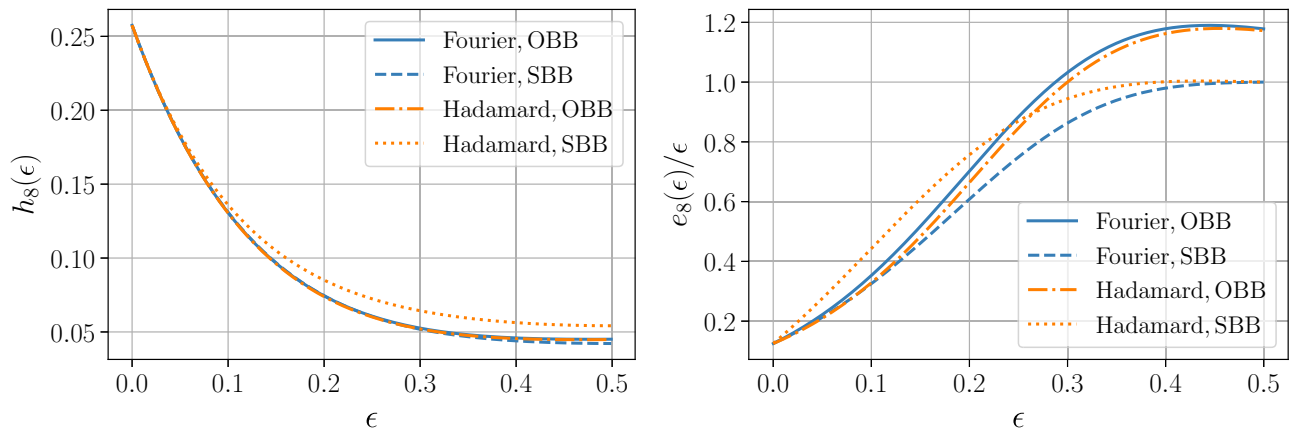 h₈(ϵ)
0.25
0.20
0.15
0.10
0.05
Fourier, OBB
Fourier, SBB
Hadamard, OBB
Hadamard, SBB
0.0 0.1 0.2 0.3 0.4 0.5
ϵ
e₈(ϵ)/ϵ
1.2
1.0
0.8
0.6
0.4
0.2
Fourier, OBB
Fourier, SBB
Hadamard, OBB
Hadamard, SBB
0.0 0.1 0.2 0.3 0.4 0.5
ϵ